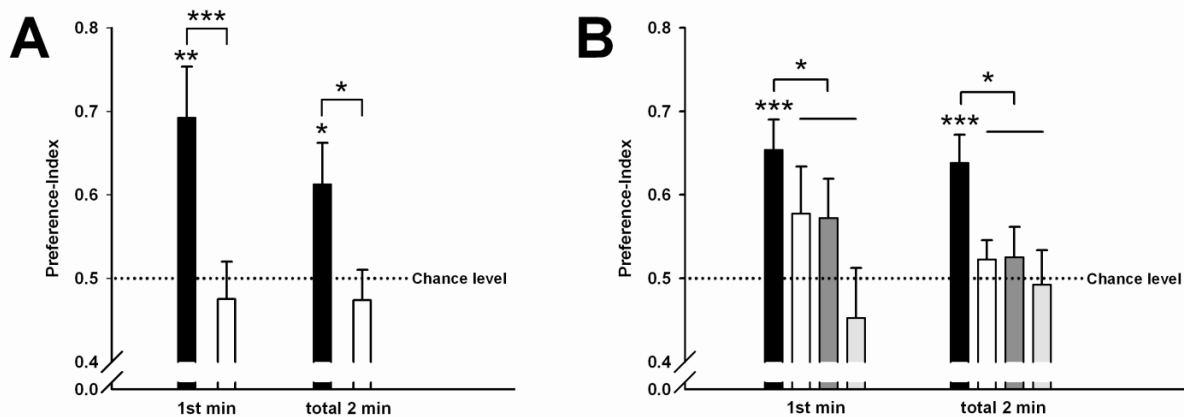 A
Preference-Index
0.8
0.7
0.6
0.5
0.4
0.0
***
**
*
*
Chance level
1st min
total 2 min
B
Preference-Index
0.8
0.7
0.6
0.5
0.4
0.0
*
***
*
***
Chance level
1st min
total 2 min